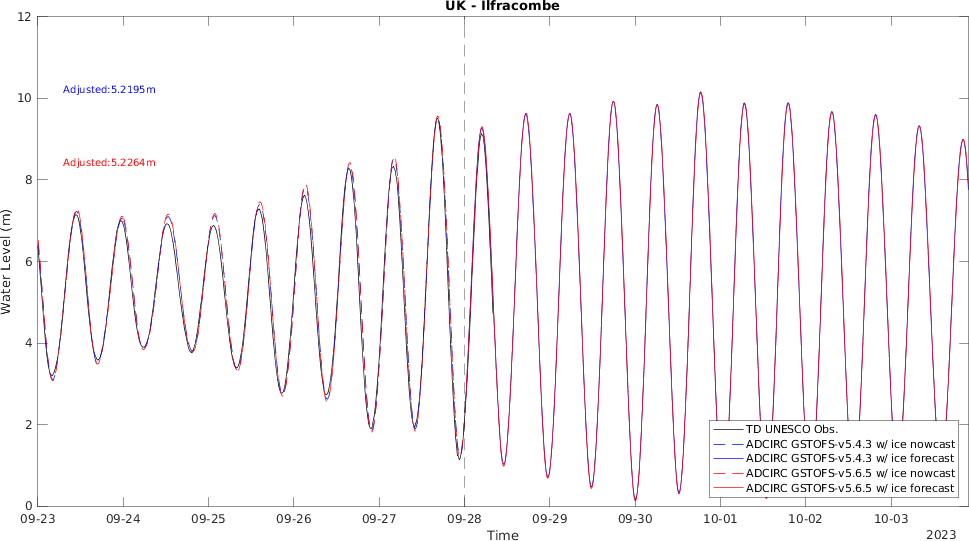 UK - Ilfracombe
12
10
8
6
4
2
0
Water Level (m)
Adjusted:5.2195m
Adjusted:5.2264m
TD UNESCO Obs.
ADCIRC GSTOFS-v5.4.3 w/ ice nowcast
ADCIRC GSTOFS-v5.4.3 w/ ice forecast
ADCIRC GSTOFS-v5.6.5 w/ ice nowcast
ADCIRC GSTOFS-v5.6.5 w/ ice forecast
09-23 09-24 09-25 09-26 09-27 09-28 09-29 09-30 10-01 10-02 10-03
Time
2023